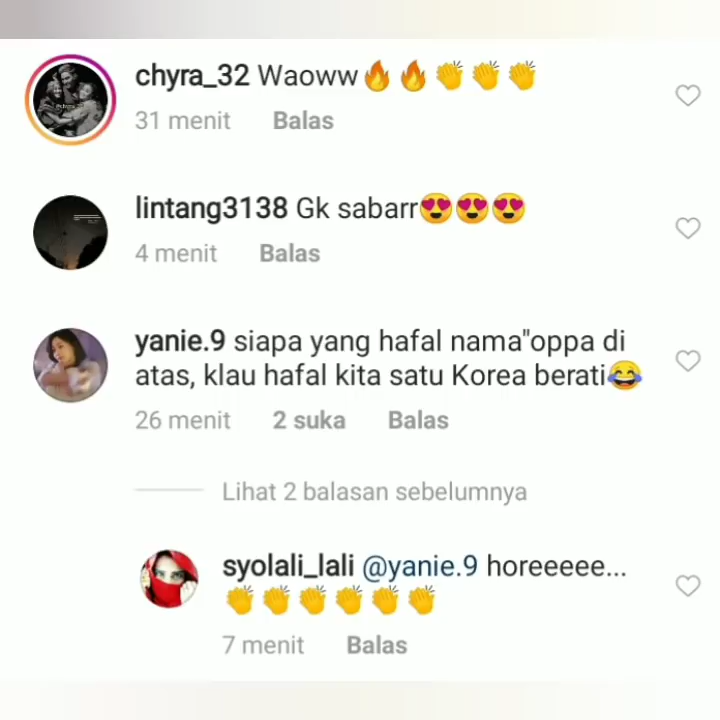 chyra_32 Waoww🔥🔥👏👏👏
31 menit Balas
lintang3138 Gk sabarr😍😍😍
4 menit Balas
yanie.9 siapa yang hafal nama"oppa di
atas, klau hafal kita satu Korea berati😂
26 menit 2 suka Balas
Lihat 2 balasan sebelumnya
syolali_lali @yanie.9 horeeeee...
👏👏👏👏👏👏
7 menit Balas